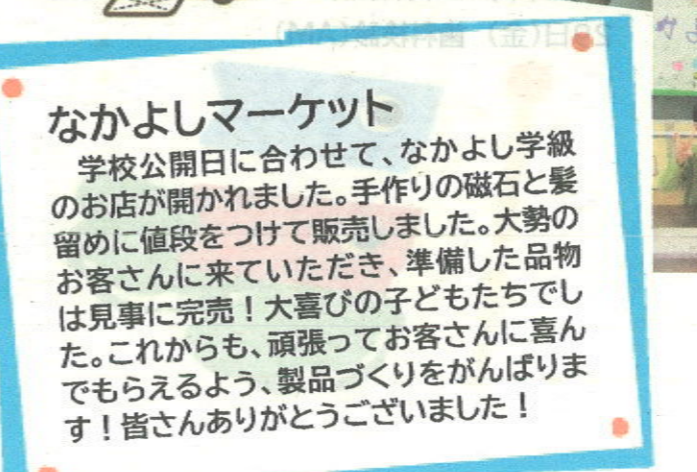 なかよしマーケット
学校公開日に合わせて、なかよし学級
のお店が開かれました。手作りの磁石と髪
留めに値段をつけて販売しました。大勢の
お客さんに来ていただき、準備した品物
は見事に完売！大喜びの子どもたちでし
た。これからも、頑張ってお客さんに喜ん
でもらえるよう、製品づくりをがんばりま
す！皆さんありがとうございました！